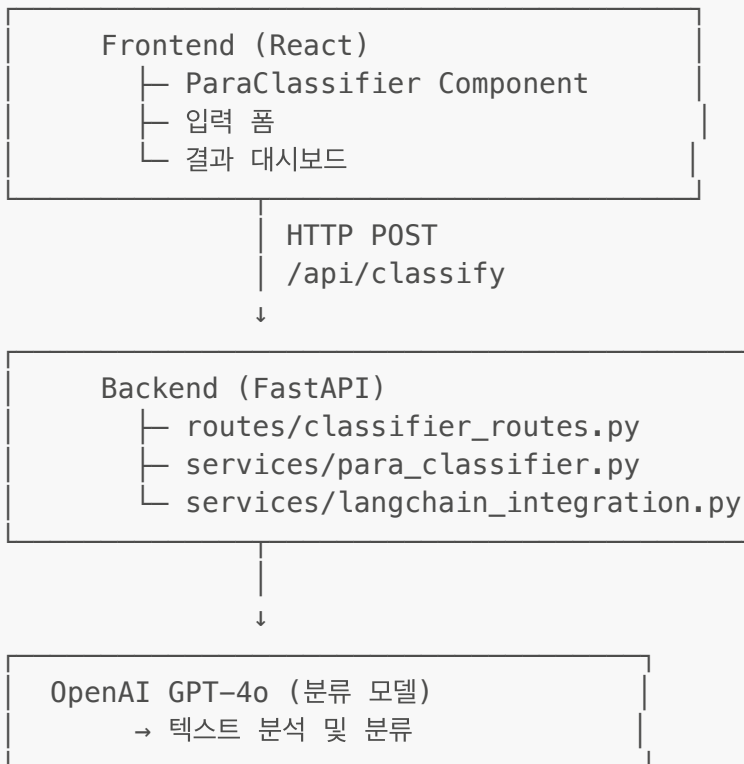 Frontend (React)
├─ ParaClassifier Component
├─ 입력 폼
└─ 결과 대시보드
HTTP POST
/api/classify
↓
Backend (FastAPI)
├─ routes/classifier_routes.py
├─ services/para_classifier.py
└─ services/langchain_integration.py
↓
OpenAI GPT-4o (분류 모델)
→ 텍스트 분석 및 분류